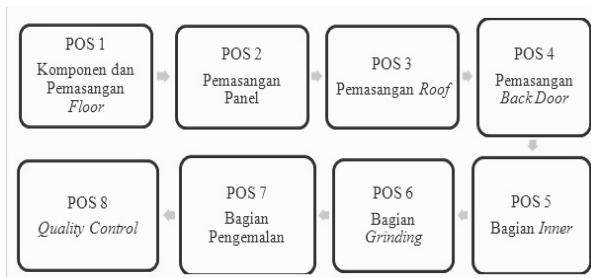 POS 1
Komponen dan
Pemasangan
Floor
POS 2
Pemasangan
Panel
POS 3
Pemasangan Roof
POS 4
Pemasangan
Back Door
POS 5
Bagian Inner
POS 6
Bagian
Grinding
POS 7
Bagian
Pengemalan
POS 8
Quality Control